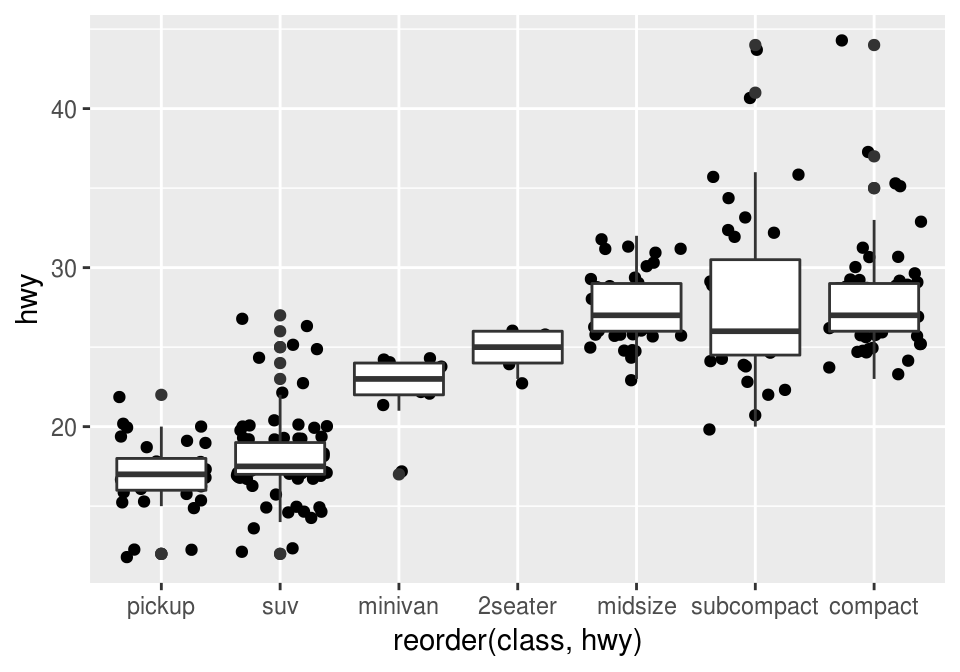 hwy
40
30
20
pickup suv minivan 2seater midsize subcompact compact
reorder(class, hwy)